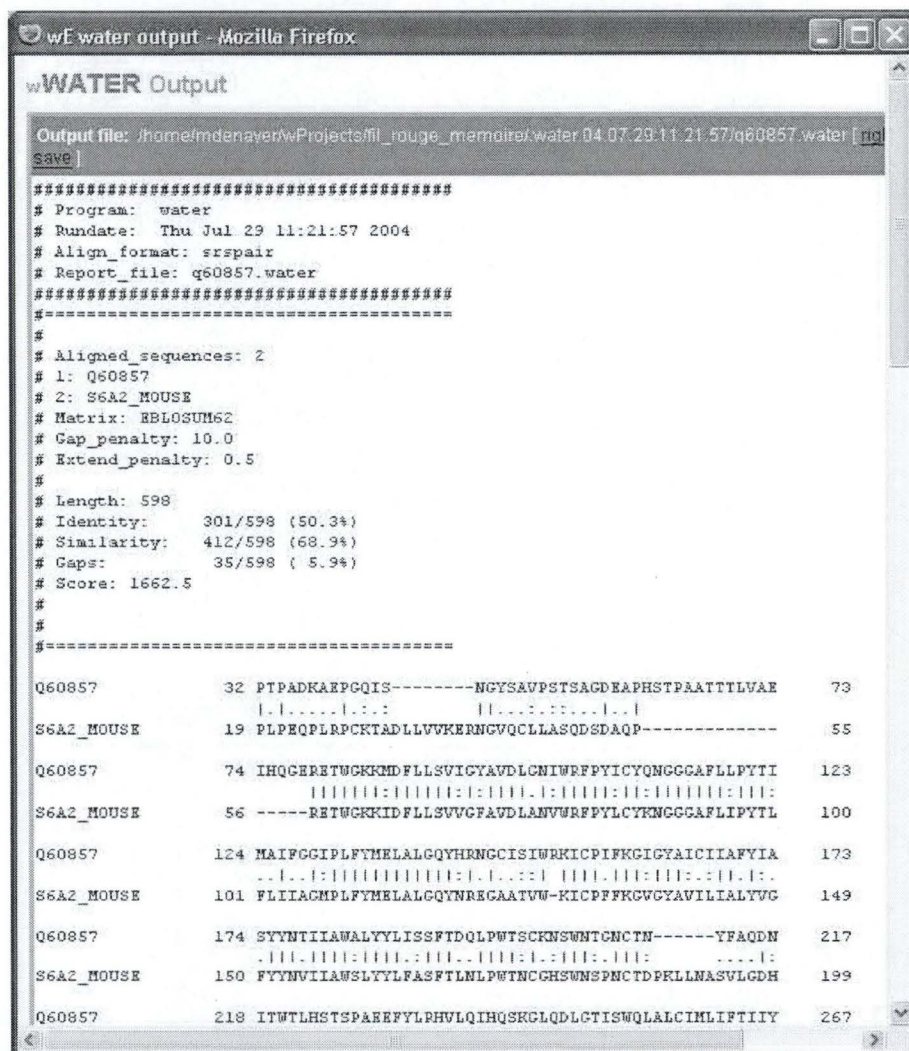 wE water output - Mozilla Firefox
wWATER Output
Output file: /home/mdenayer/wProjects/fil_rouge_memoire/.water.04.07.29:11.21.57/q60857.water [
save ]
########################################
# Program:  water
# Rundate:  Thu Jul 29 11:21:57 2004
# Align_format: srspair
# Report_file: q60857.water
########################################
#=======================================
#
# Aligned_sequences: 2
# 1: Q60857
# 2: S6A2_MOUSE
# Matrix: EBLOSUM62
# Gap_penalty: 10.0
# Extend_penalty: 0.5
#
# Length: 598
# Identity:     301/598 (50.3%)
# Similarity:   412/598 (68.9%)
# Gaps:          35/598 ( 5.9%)
# Score: 1662.5
#
#
#=======================================
Q60857            32 PTPADKAEPGQIS--------NGYSAVPSTSAGDEAPHSTPAATTTLVAE     73
                     |.|.....|.:.:        ||...:.::...|..|
S6A2_MOUSE        19 PLPEQPLRPCKTADLLVVKERNGVQCLLASQDSDAQP-------------     55
Q60857            74 IHQGERETWGKKMDFLLSVIGYAVDLGNIWRFPYICYQNGGGAFLLPYTI    123
                          |||||||:||||||:|:||||.|:|||||:||:||||||||:|||:
S6A2_MOUSE        56 -----RETWGKKIDFLLSVVGFAVDLANVWRFPYLCYKNGGGAFLIPYTL    100
Q60857           124 MAIFGGIPLFYMELALGQYHRNGCISIWRKICPIFKGIGYAICIIAFYIA    173
                     ..|..|:||||||||||||:|.|..::| ||||.|||:|||:.:||.|:.
S6A2_MOUSE       101 FLIIAGMPLFYMELALGQYNREGAATVW-KICPFFKGVGYAVILIALYVG    149
Q60857           174 SYYNTIIAWALYYLISSFTDQLPWTSCKNSWNTGNCTN------YFAQDN    217
                     .|||.||||:||||.:|||..||||.|.:|||:.|||:      ....|:
S6A2_MOUSE       150 FYYNVIIAWSLYYLFASFTLNLPWTNCGHSWNSPNCTDPKLLNASVLGDH    199
Q60857           218 ITWTLHSTSPAEEFYLRHVLQIHQSKGLQDLGTISWQLALCIMLIFTIIY    267